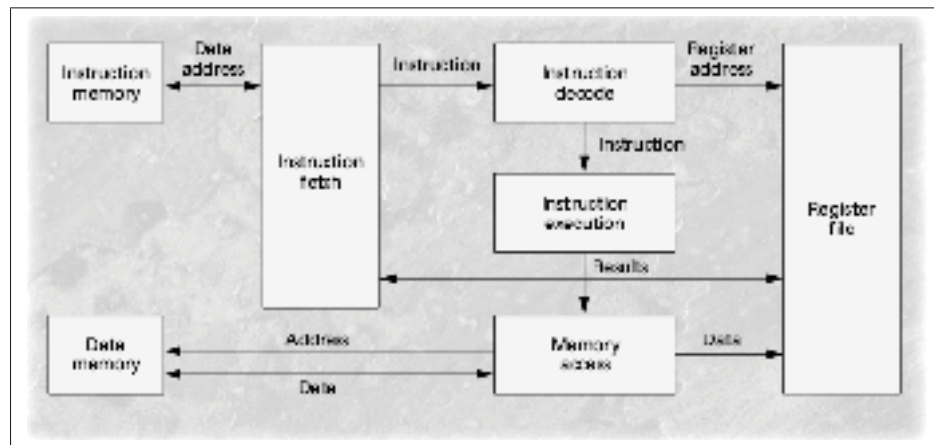 Instruction
memory
Data
address
Instruction
fetch
Instruction
Instruction
decode
Register
address
Instruction
Instruction
execution
Register
file
Results
Data
memory
Address
Data
Memory
access
Data